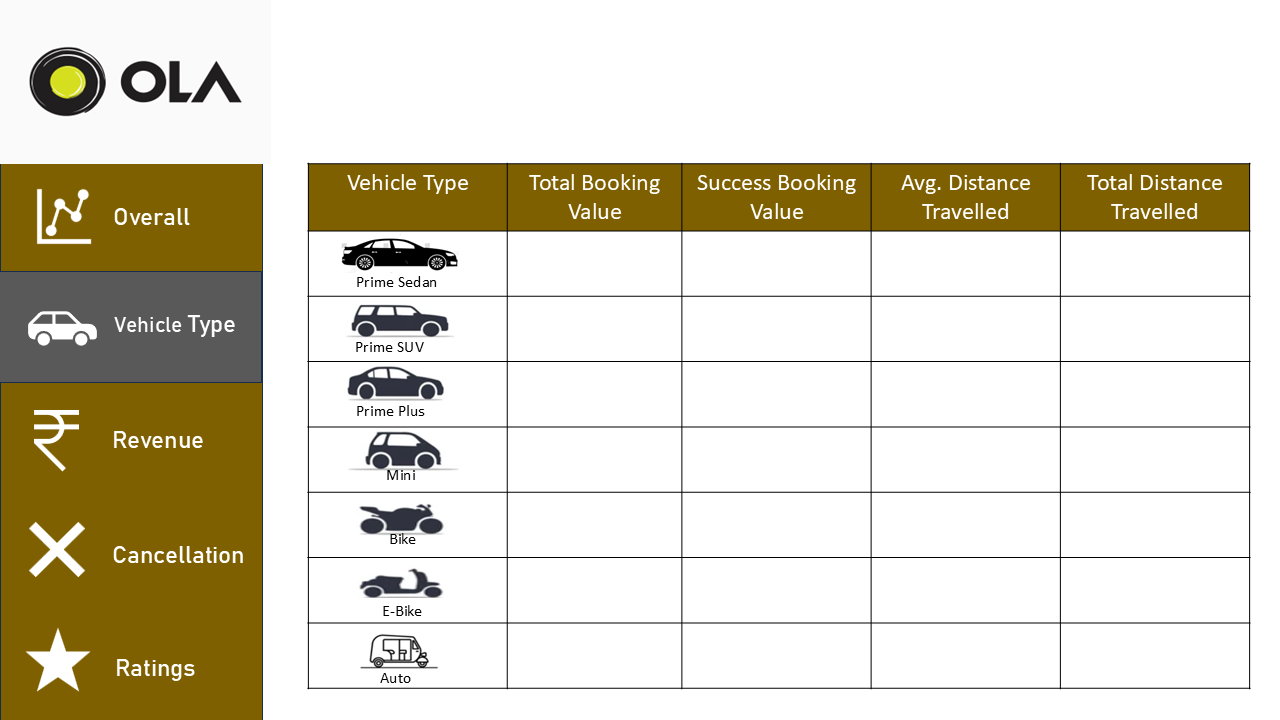 OLA
Overall
Vehicle Type
Revenue
Cancellation
Ratings
Vehicle Type
Total Booking
Value
Success Booking
Value
Avg. Distance
Travelled
Total Distance
Travelled
Prime Sedan
Prime SUV
Prime Plus
Mini
Bike
E-Bike
Auto